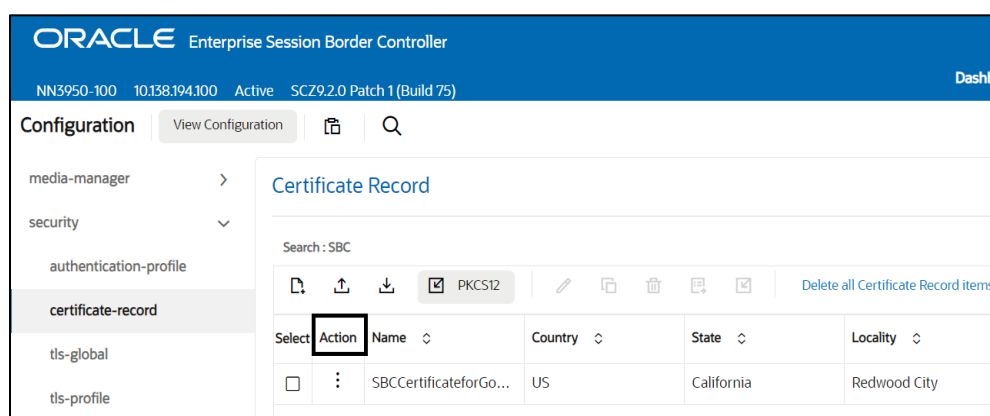 ORACLE Enterprise Session Border Controller
NN3950-100 10.138.194.100 Active SCZ9.2.0 Patch 1 (Build 75)
Configuration View Configuration
media-manager
security
authentication-profile
certificate-record
tls-global
tls-profile
Certificate Record
Search : SBC
PKCS12 Delete all Certificate Record items
Select Action Name Country State Locality
SBCCertificateforGo... US California Redwood City